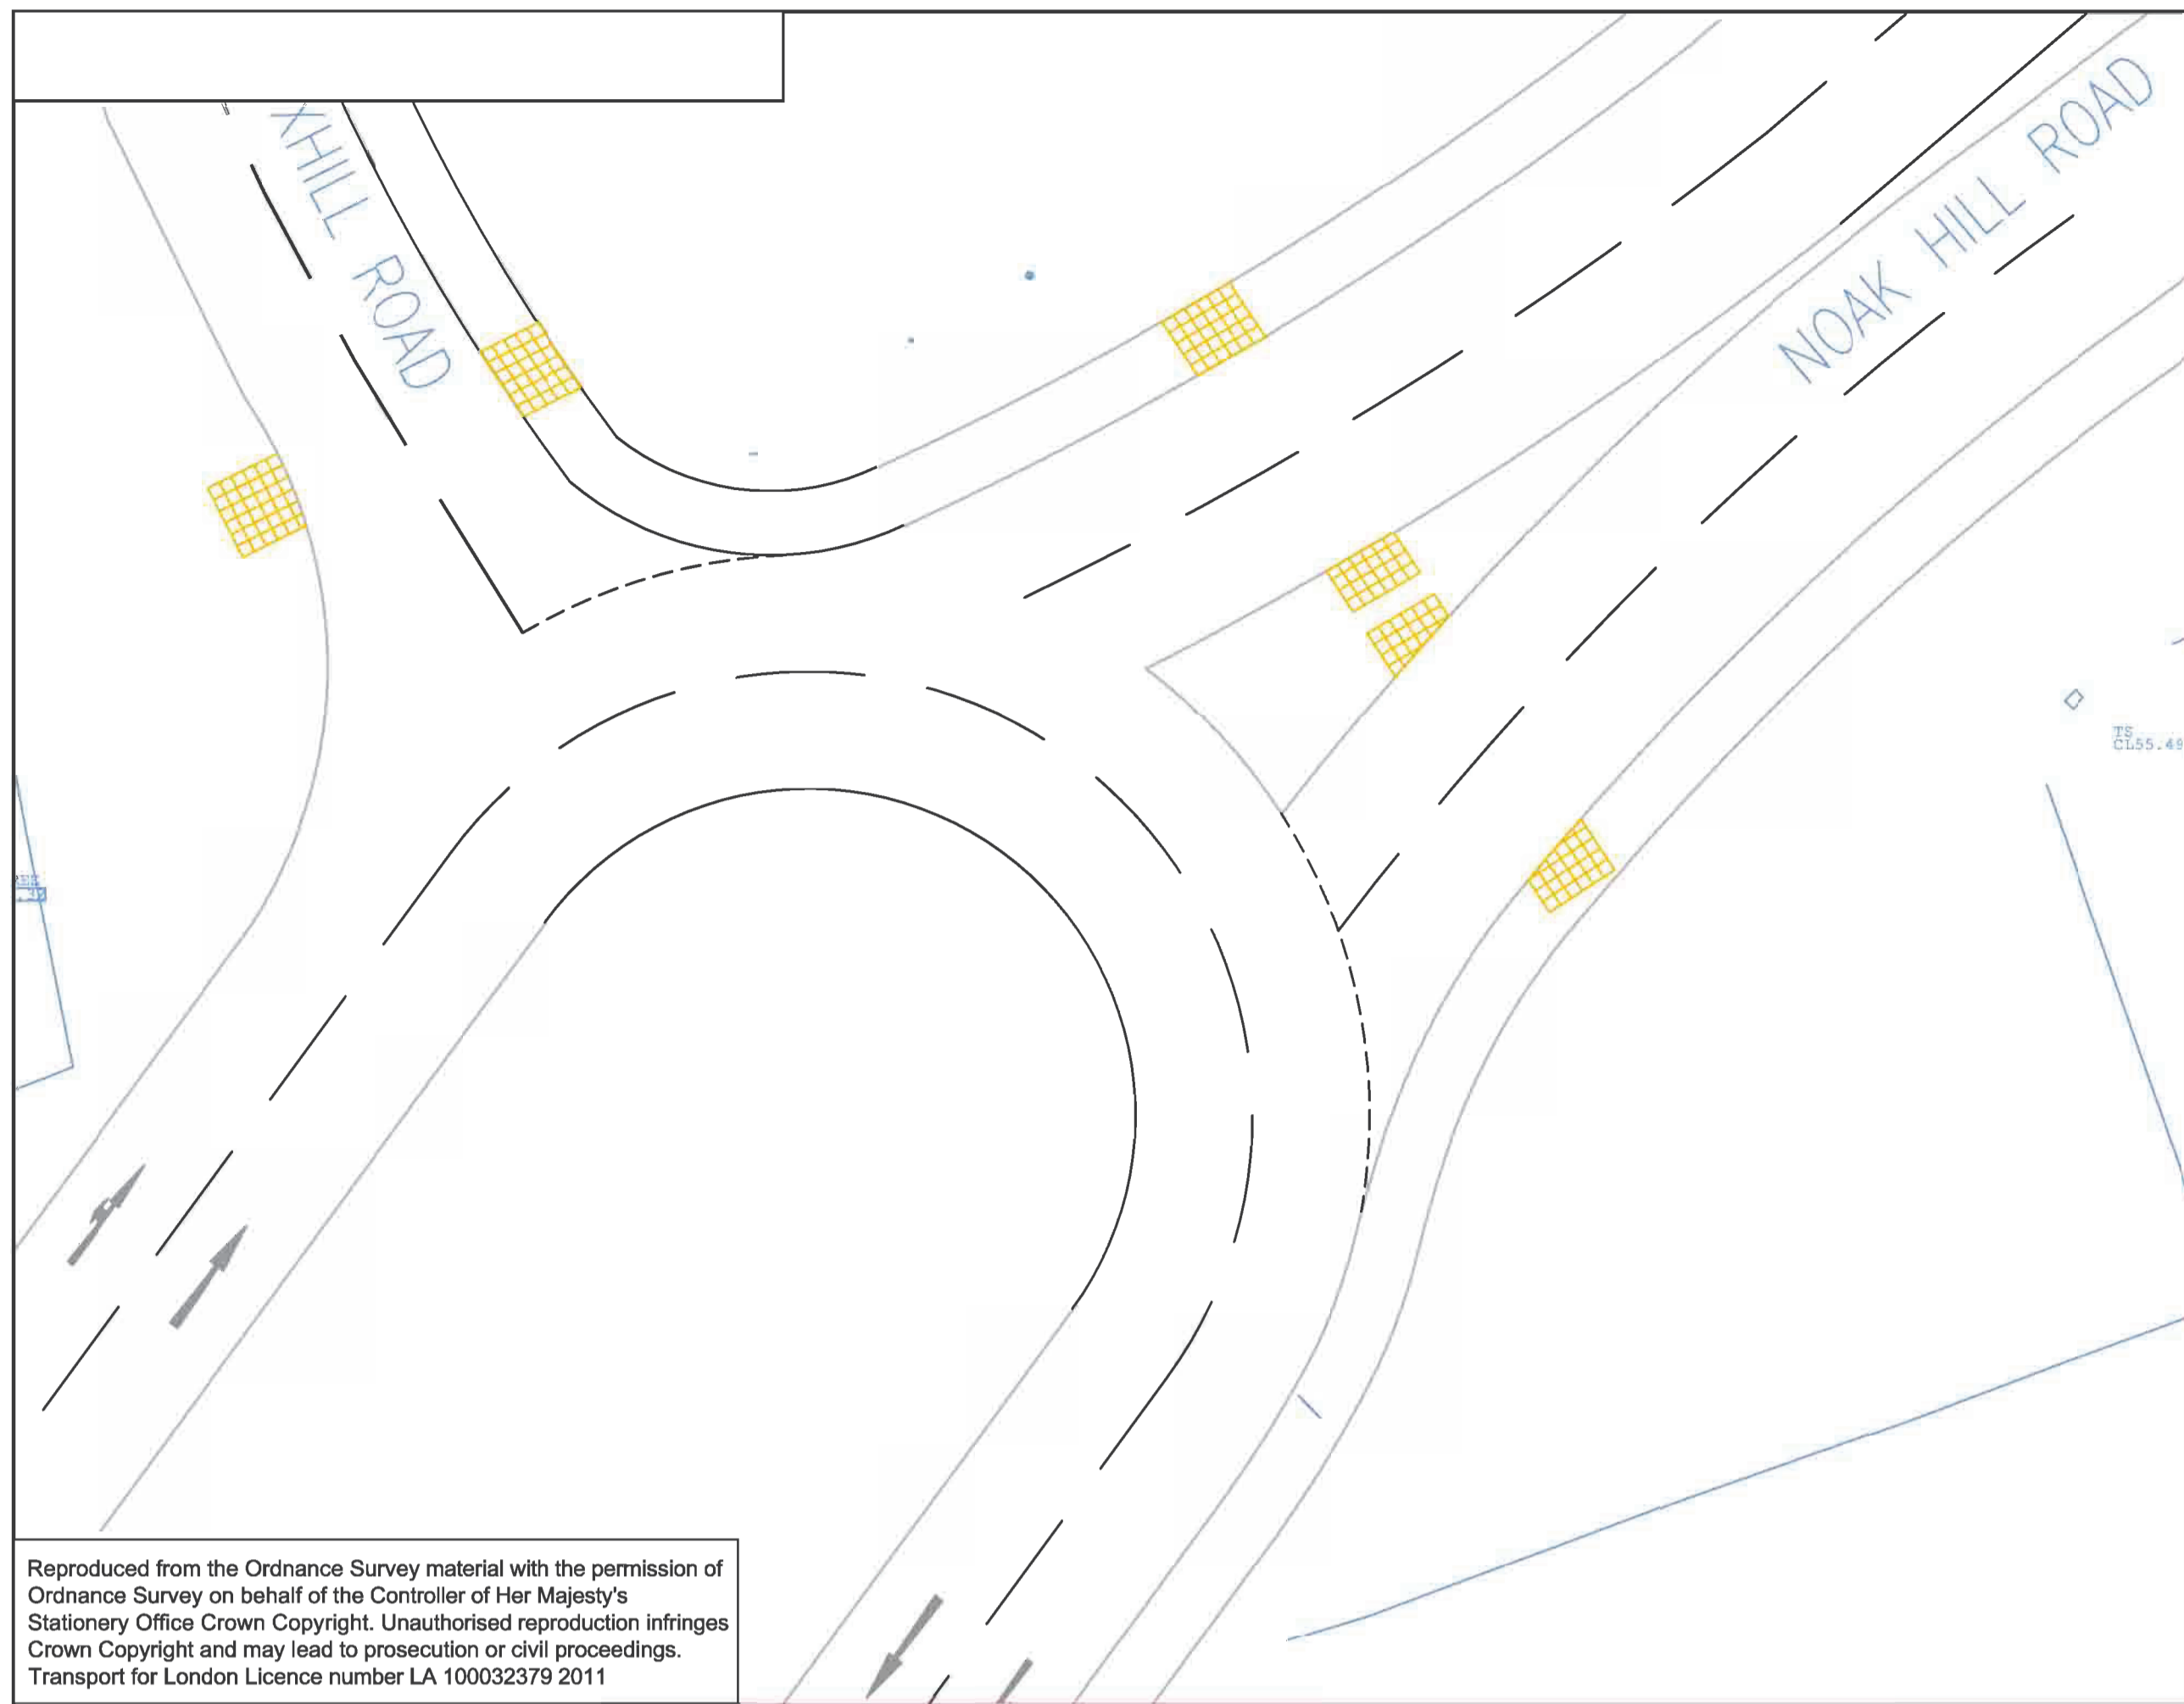 XHILL ROAD
NOAK HILL ROAD
TS
CL55.49
Reproduced from the Ordnance Survey material with the permission of
Ordnance Survey on behalf of the Controller of Her Majesty's
Stationery Office Crown Copyright. Unauthorised reproduction infringes
Crown Copyright and may lead to prosecution or civil proceedings.
Transport for London Licence number LA 100032379 2011